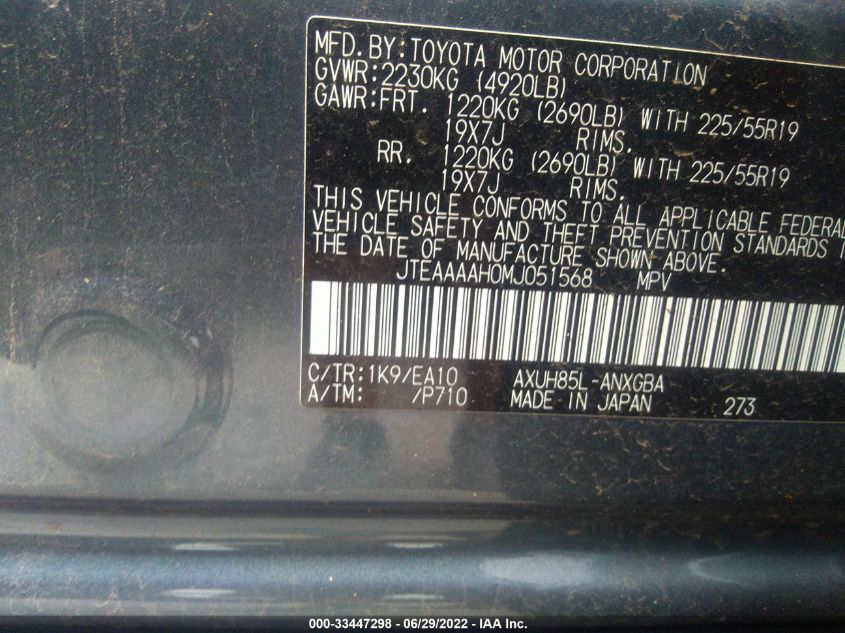 MFD. BY: TOYOTA MOTOR CORPORATION
GVWR: 2230KG (4920LB)
GAWR: FRT. 1220KG (2690LB) WITH 225/55R19
19X7J RIMS.
RR. 1220KG (2690LB) WITH 225/55R19
19X7J RIMS.
THIS VEHICLE CONFORMS TO ALL APPLICABLE FEDERAL
VEHICLE SAFETY AND THEFT PREVENTION STANDARDS I
THE DATE OF MANUFACTURE SHOWN ABOVE.
JTEAAAAH0MJ051568 MPV
C/TR: 1K9/EA10 AXUH85L-ANXGBA
A/TM: /P710 MADE IN JAPAN 273
000-33447298 - 06/29/2022 - IAA Inc.